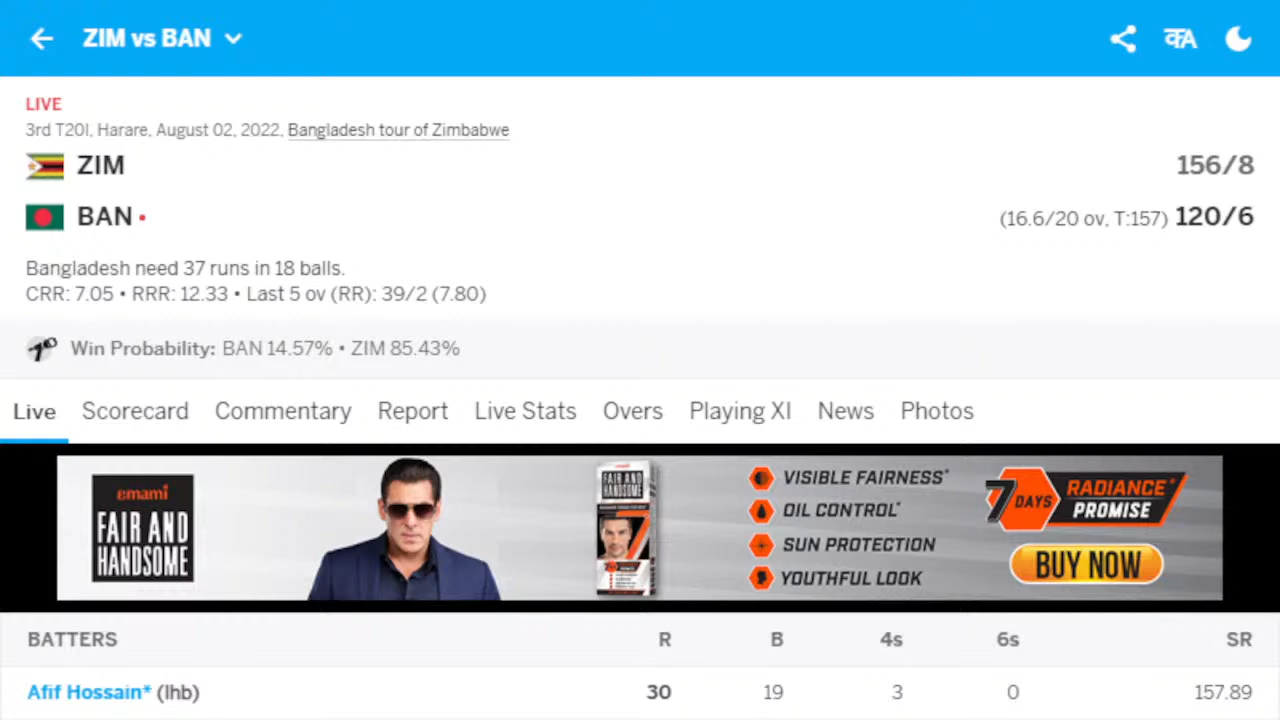 ZIM vs BAN
कA
LIVE
3rd T20I, Harare, August 02, 2022, Bangladesh tour of Zimbabwe
ZIM 156/8
BAN • (16.6/20 ov, T:157) 120/6
Bangladesh need 37 runs in 18 balls.
CRR: 7.05 • RRR: 12.33 • Last 5 ov (RR): 39/2 (7.80)
Win Probability: BAN 14.57% • ZIM 85.43%
Live Scorecard Commentary Report Live Stats Overs Playing XI News Photos
emami
FAIR AND
HANDSOME
FAIR AND
HANDSOME
VISIBLE FAIRNESS*
OIL CONTROL*
SUN PROTECTION
YOUTHFUL LOOK
7 DAYS RADIANCE*
PROMISE
BUY NOW
BATTERS R B 4s 6s SR
Afif Hossain* (lhb) 30 19 3 0 157.89